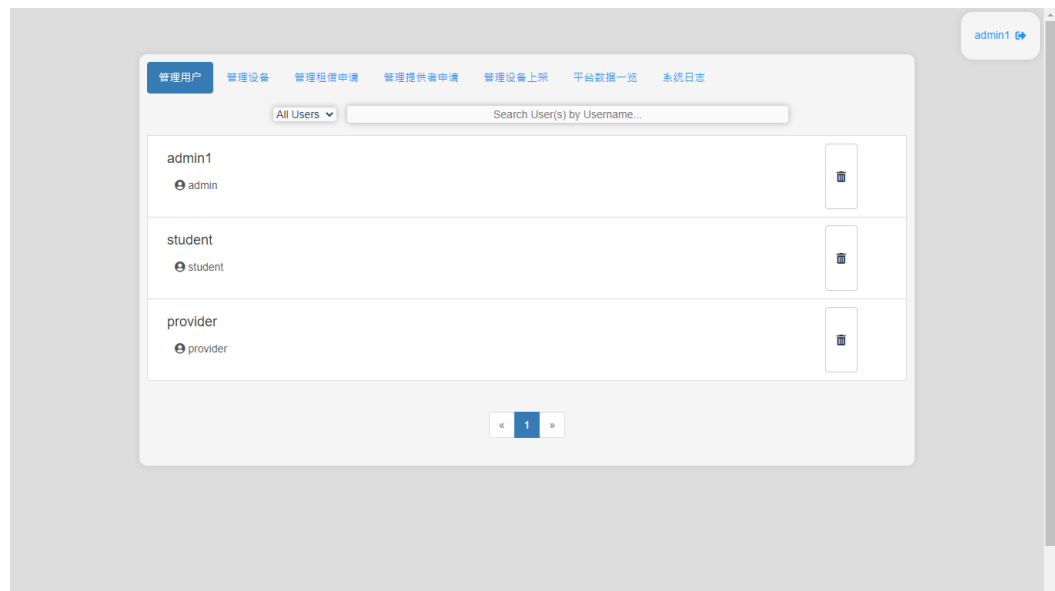 admin1
管理用户 管理设备 管理租借申请 管理提供者申请 管理设备上架 平台数据一览 系统日志
All Users Search User(s) by Username...
admin1
admin
student
student
provider
provider
« 1 »